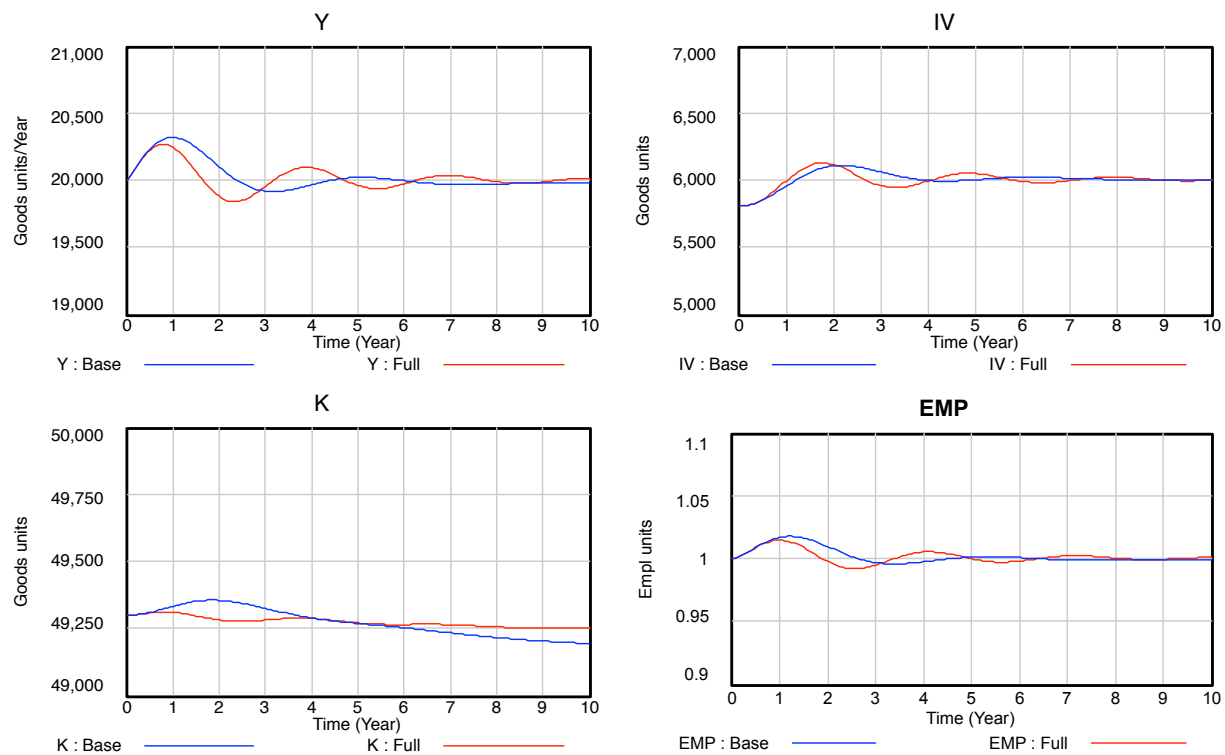 Y
21,000
20,500
20,000
19,500
19,000
Goods units/Year
0 1 2 3 4 5 6 7 8 9 10
Time (Year)
Y : Base Y : Full
IV
7,000
6,500
6,000
5,500
5,000
Goods units
0 1 2 3 4 5 6 7 8 9 10
Time (Year)
IV : Base IV : Full
K
50,000
49,750
49,500
49,250
49,000
Goods units
0 1 2 3 4 5 6 7 8 9 10
Time (Year)
K : Base K : Full
EMP
1.1
1.05
1
0.95
0.9
Empl units
0 1 2 3 4 5 6 7 8 9 10
Time (Year)
EMP : Base EMP : Full